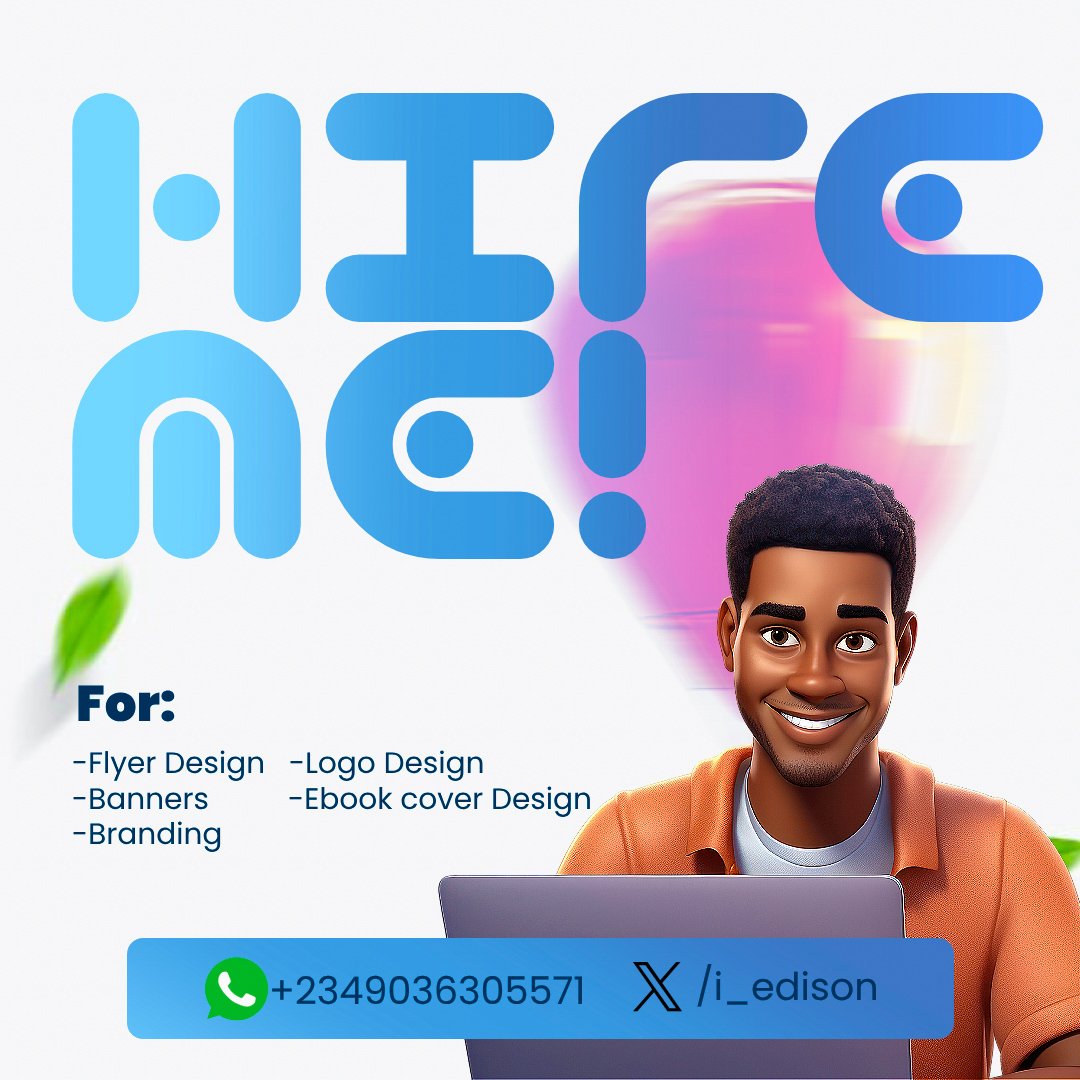 HIRE
ME!
For:
-Flyer Design -Logo Design
-Banners -Ebook cover Design
-Branding
+2349036305571 X /i_edison